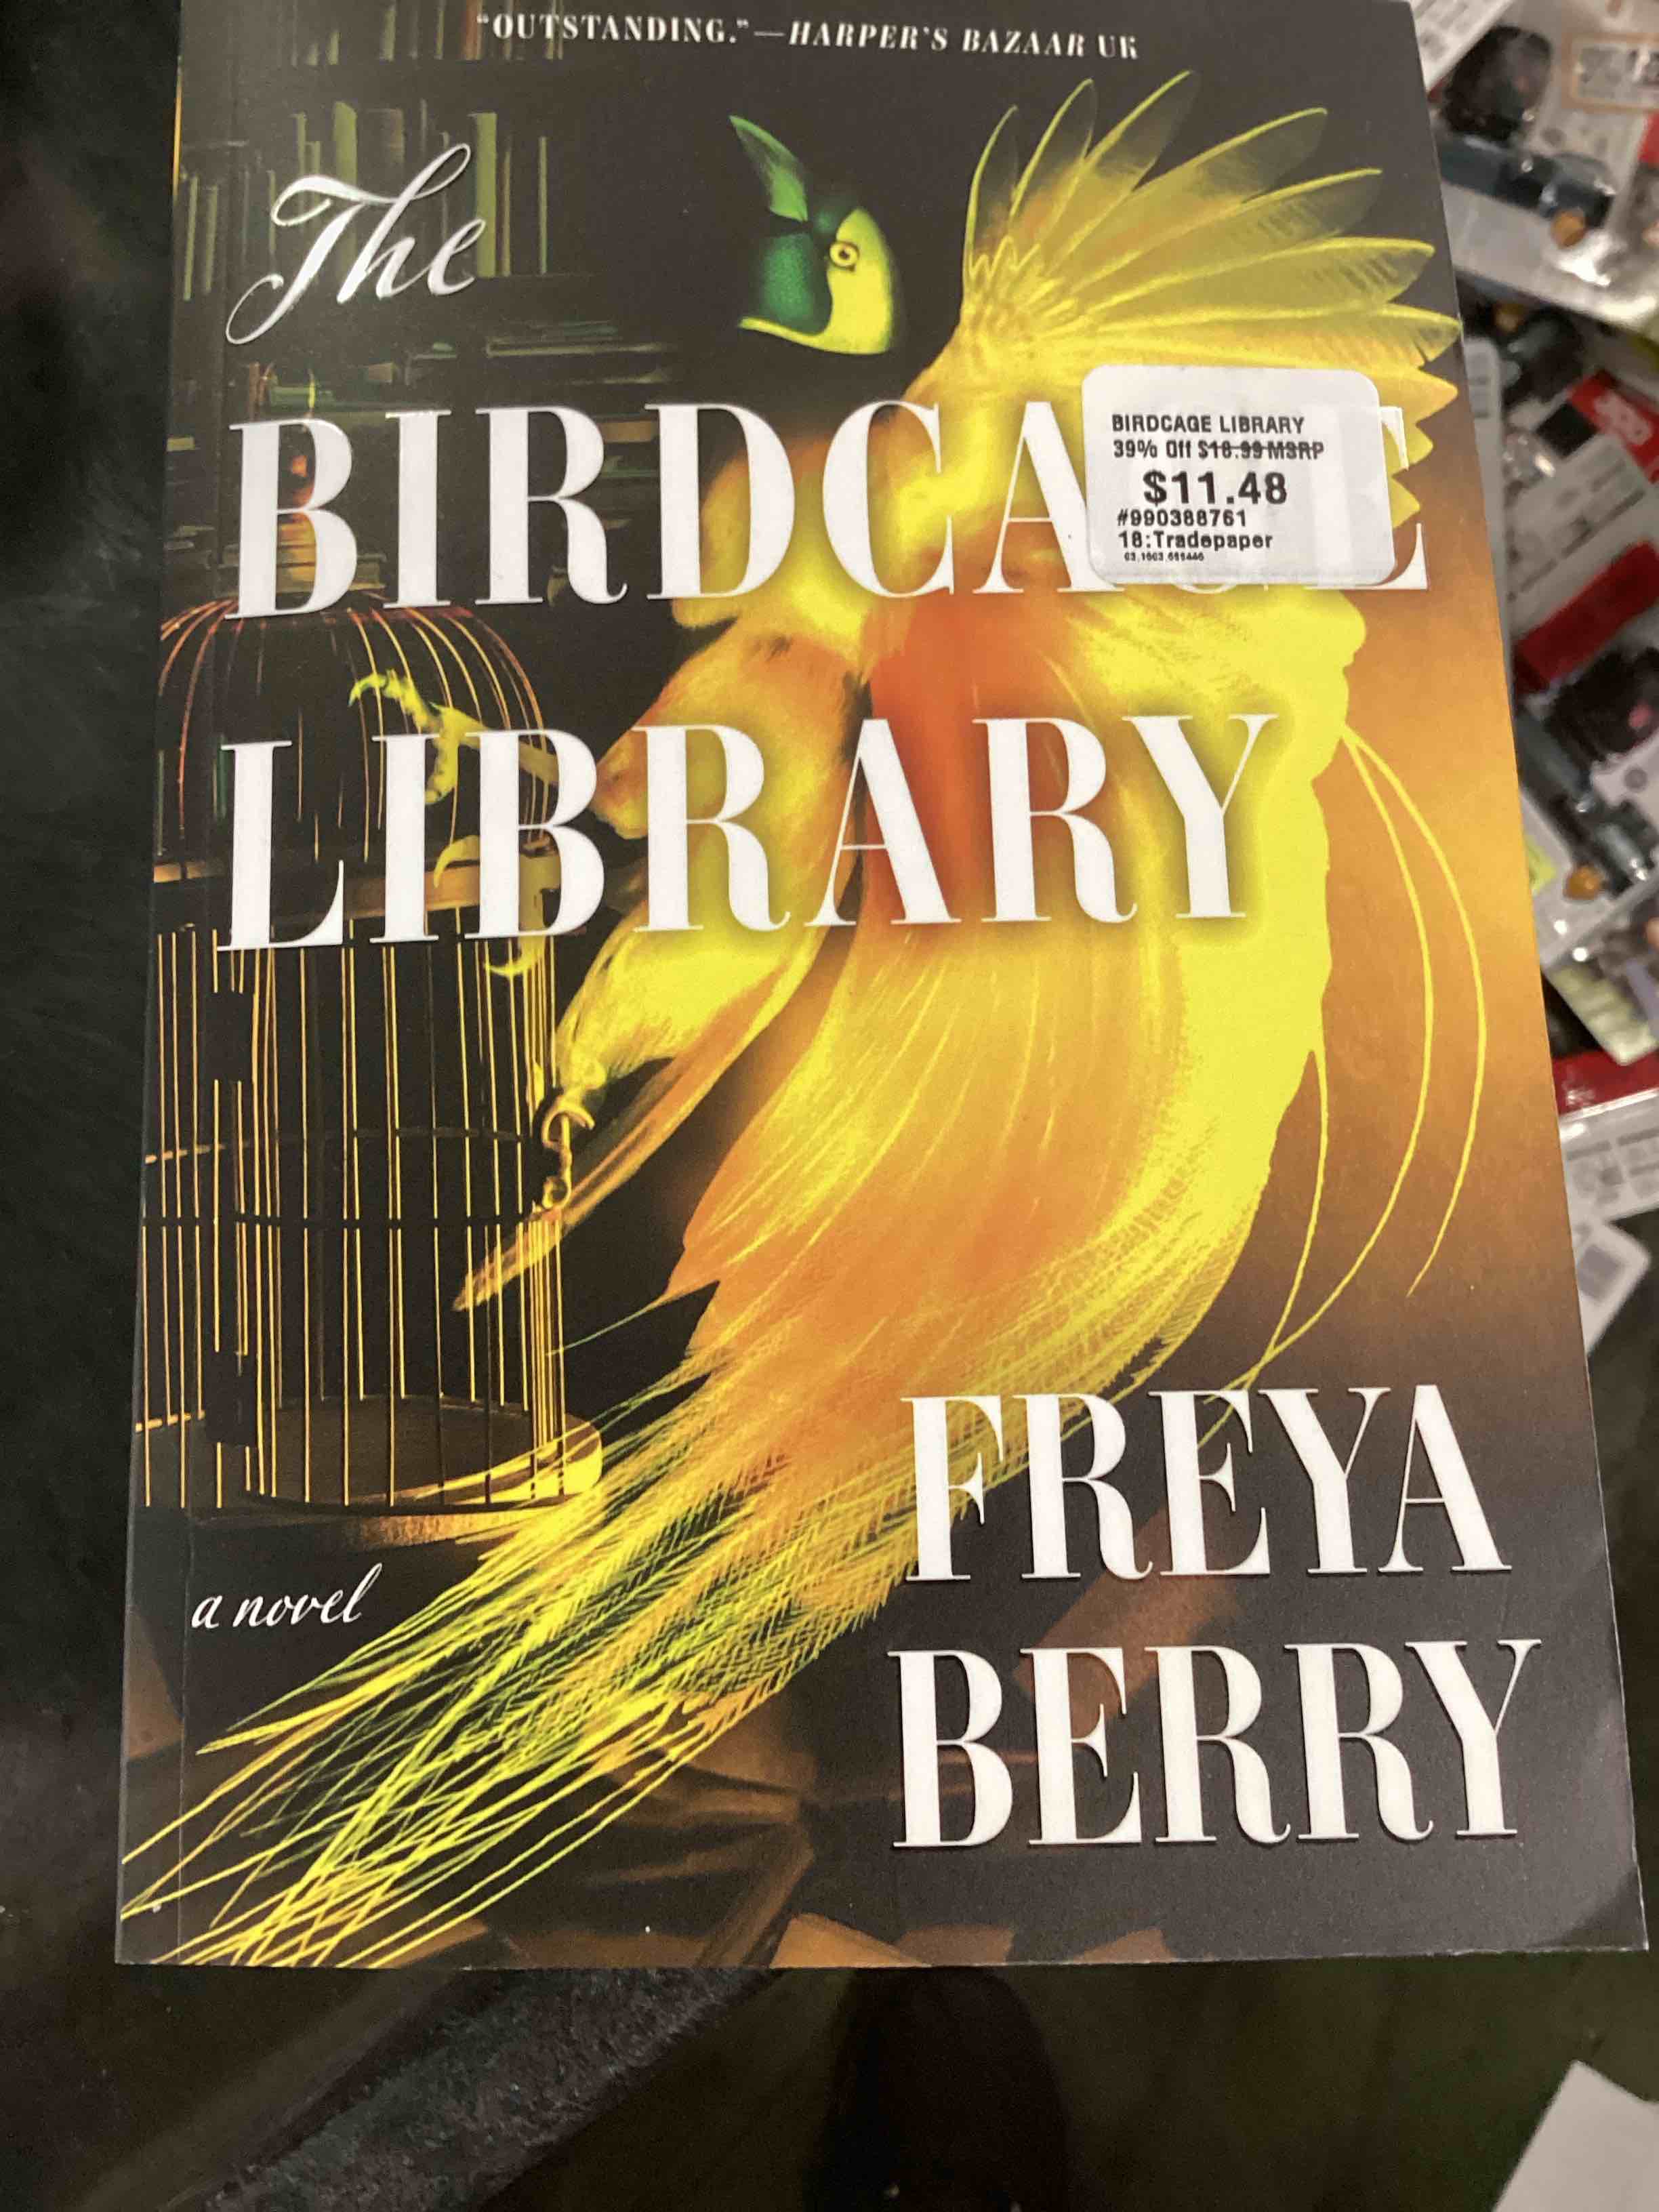 "OUTSTANDING."—HARPER'S BAZAAR UK
The
BIRDCAGE
LIBRARY
BIRDCAGE LIBRARY
39% Off $18.99 MSRP
$11.48
#990388761
18:Tradepaper
a novel
FREYA
BERRY